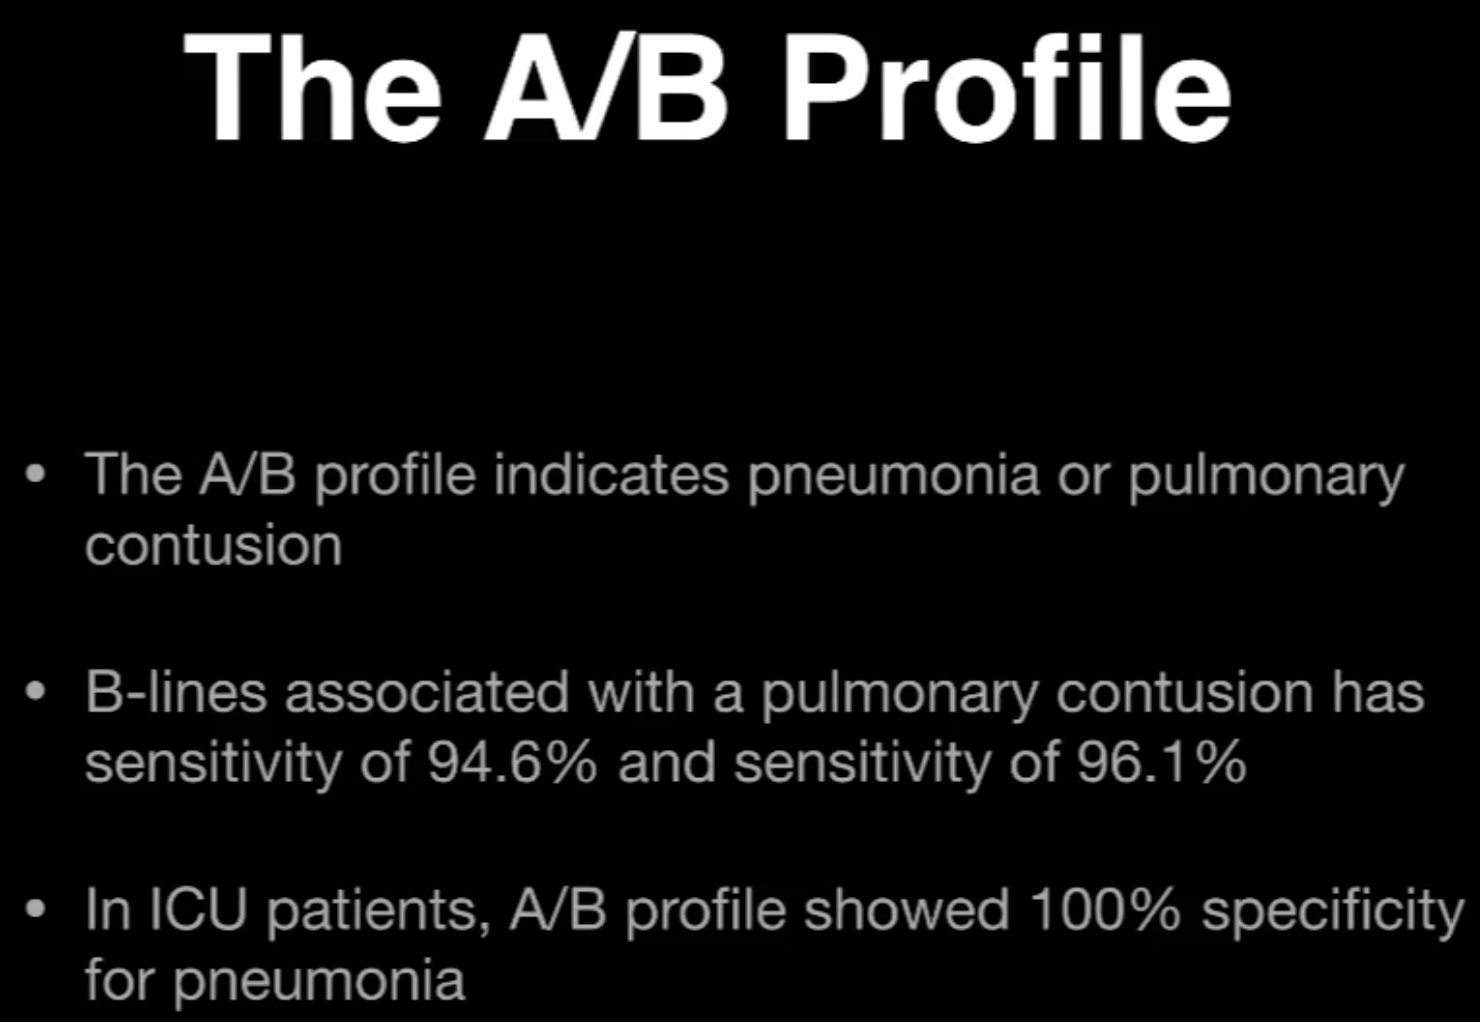 The A/B Profile
• The A/B profile indicates pneumonia or pulmonary
contusion
• B-lines associated with a pulmonary contusion has
sensitivity of 94.6% and sensitivity of 96.1%
• In ICU patients, A/B profile showed 100% specificity
for pneumonia